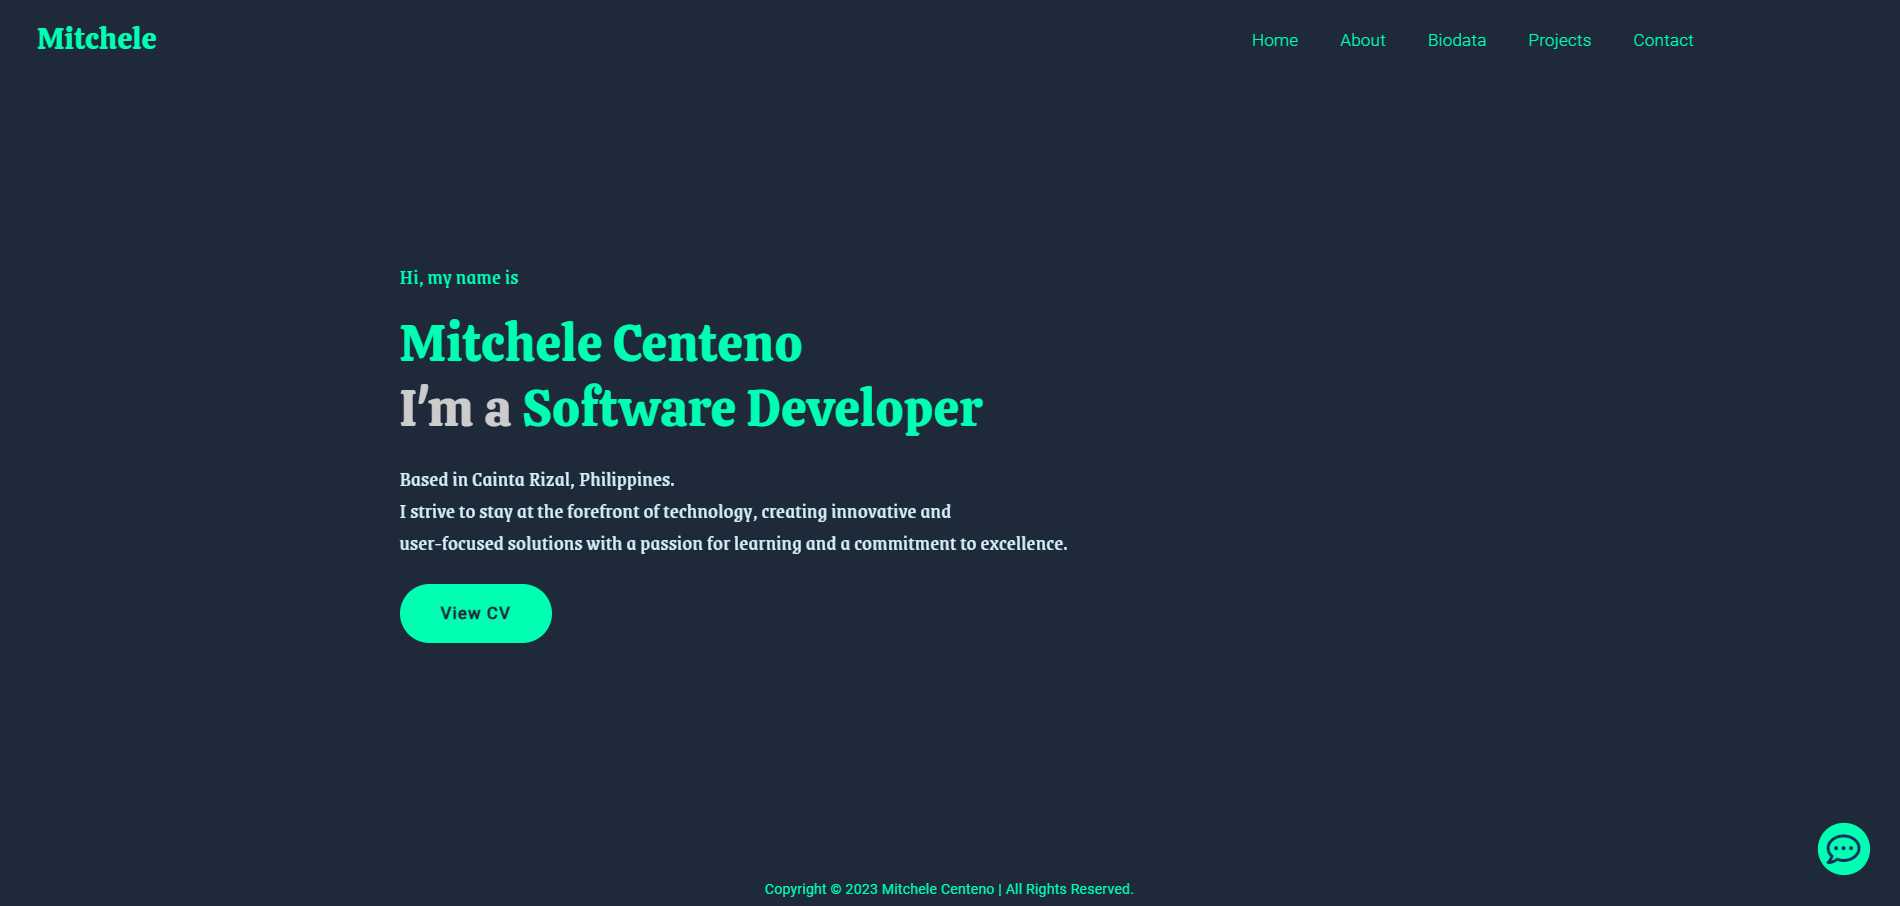 Mitchele
Home About Biodata Projects Contact
Hi, my name is
Mitchele Centeno
I'm a Software Developer
Based in Cainta Rizal, Philippines.
I strive to stay at the forefront of technology, creating innovative and
user-focused solutions with a passion for learning and a commitment to excellence.
View CV
Copyright © 2023 Mitchele Centeno | All Rights Reserved.